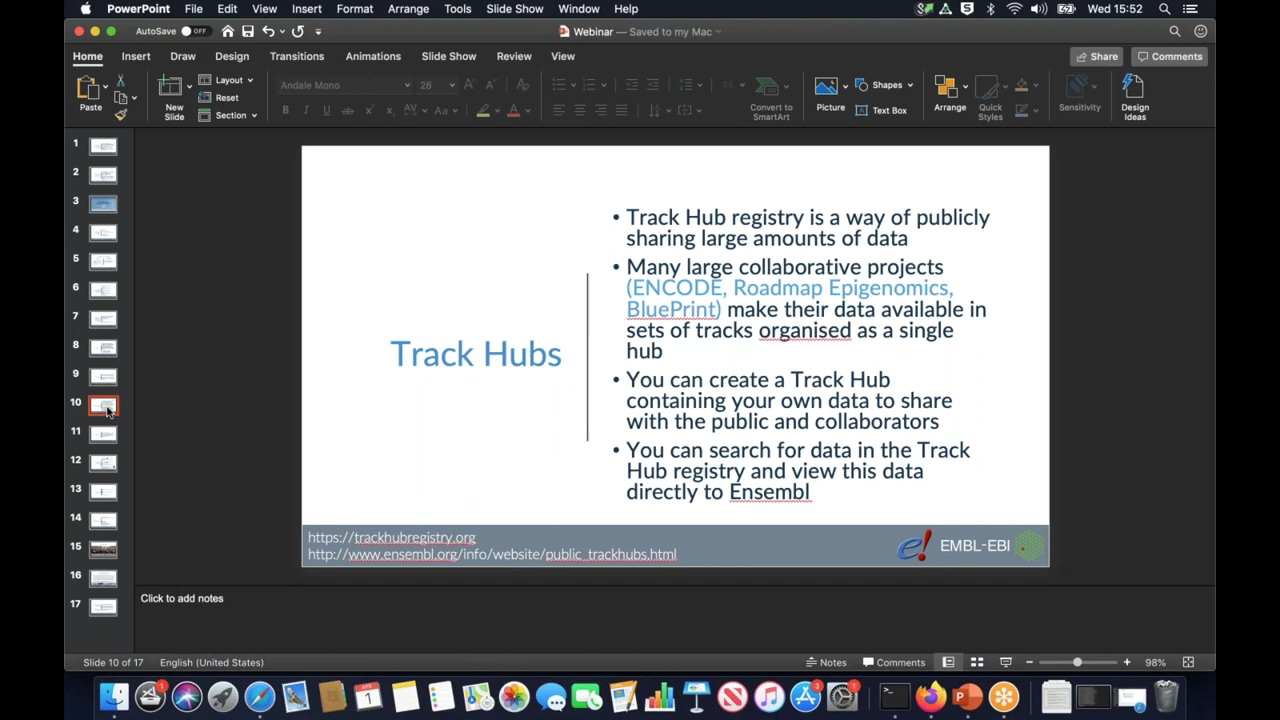 PowerPoint File Edit View Insert Format Arrange Tools Slide Show Window Help Wed 15:52
AutoSave OFF Webinar — Saved to my Mac
Home Insert Draw Design Transitions Animations Slide Show Review View Share Comments
Paste New Slide Layout Reset Section Andale Mono 28 Convert to SmartArt Picture Shapes Text Box Arrange Quick Styles Sensitivity Design Ideas
1
2
3
4
5
6
7
8
9
10
11
12
13
14
15
16
17
Track Hubs
• Track Hub registry is a way of publicly
sharing large amounts of data
• Many large collaborative projects
(ENCODE, Roadmap Epigenomics,
BluePrint) make their data available in
sets of tracks organised as a single
hub
• You can create a Track Hub
containing your own data to share
with the public and collaborators
• You can search for data in the Track
Hub registry and view this data
directly to Ensembl
https://trackhubregistry.org
http://www.ensembl.org/info/website/public_trackhubs.html
e! EMBL-EBI
Click to add notes
Slide 10 of 17 English (United States) Notes Comments 98%